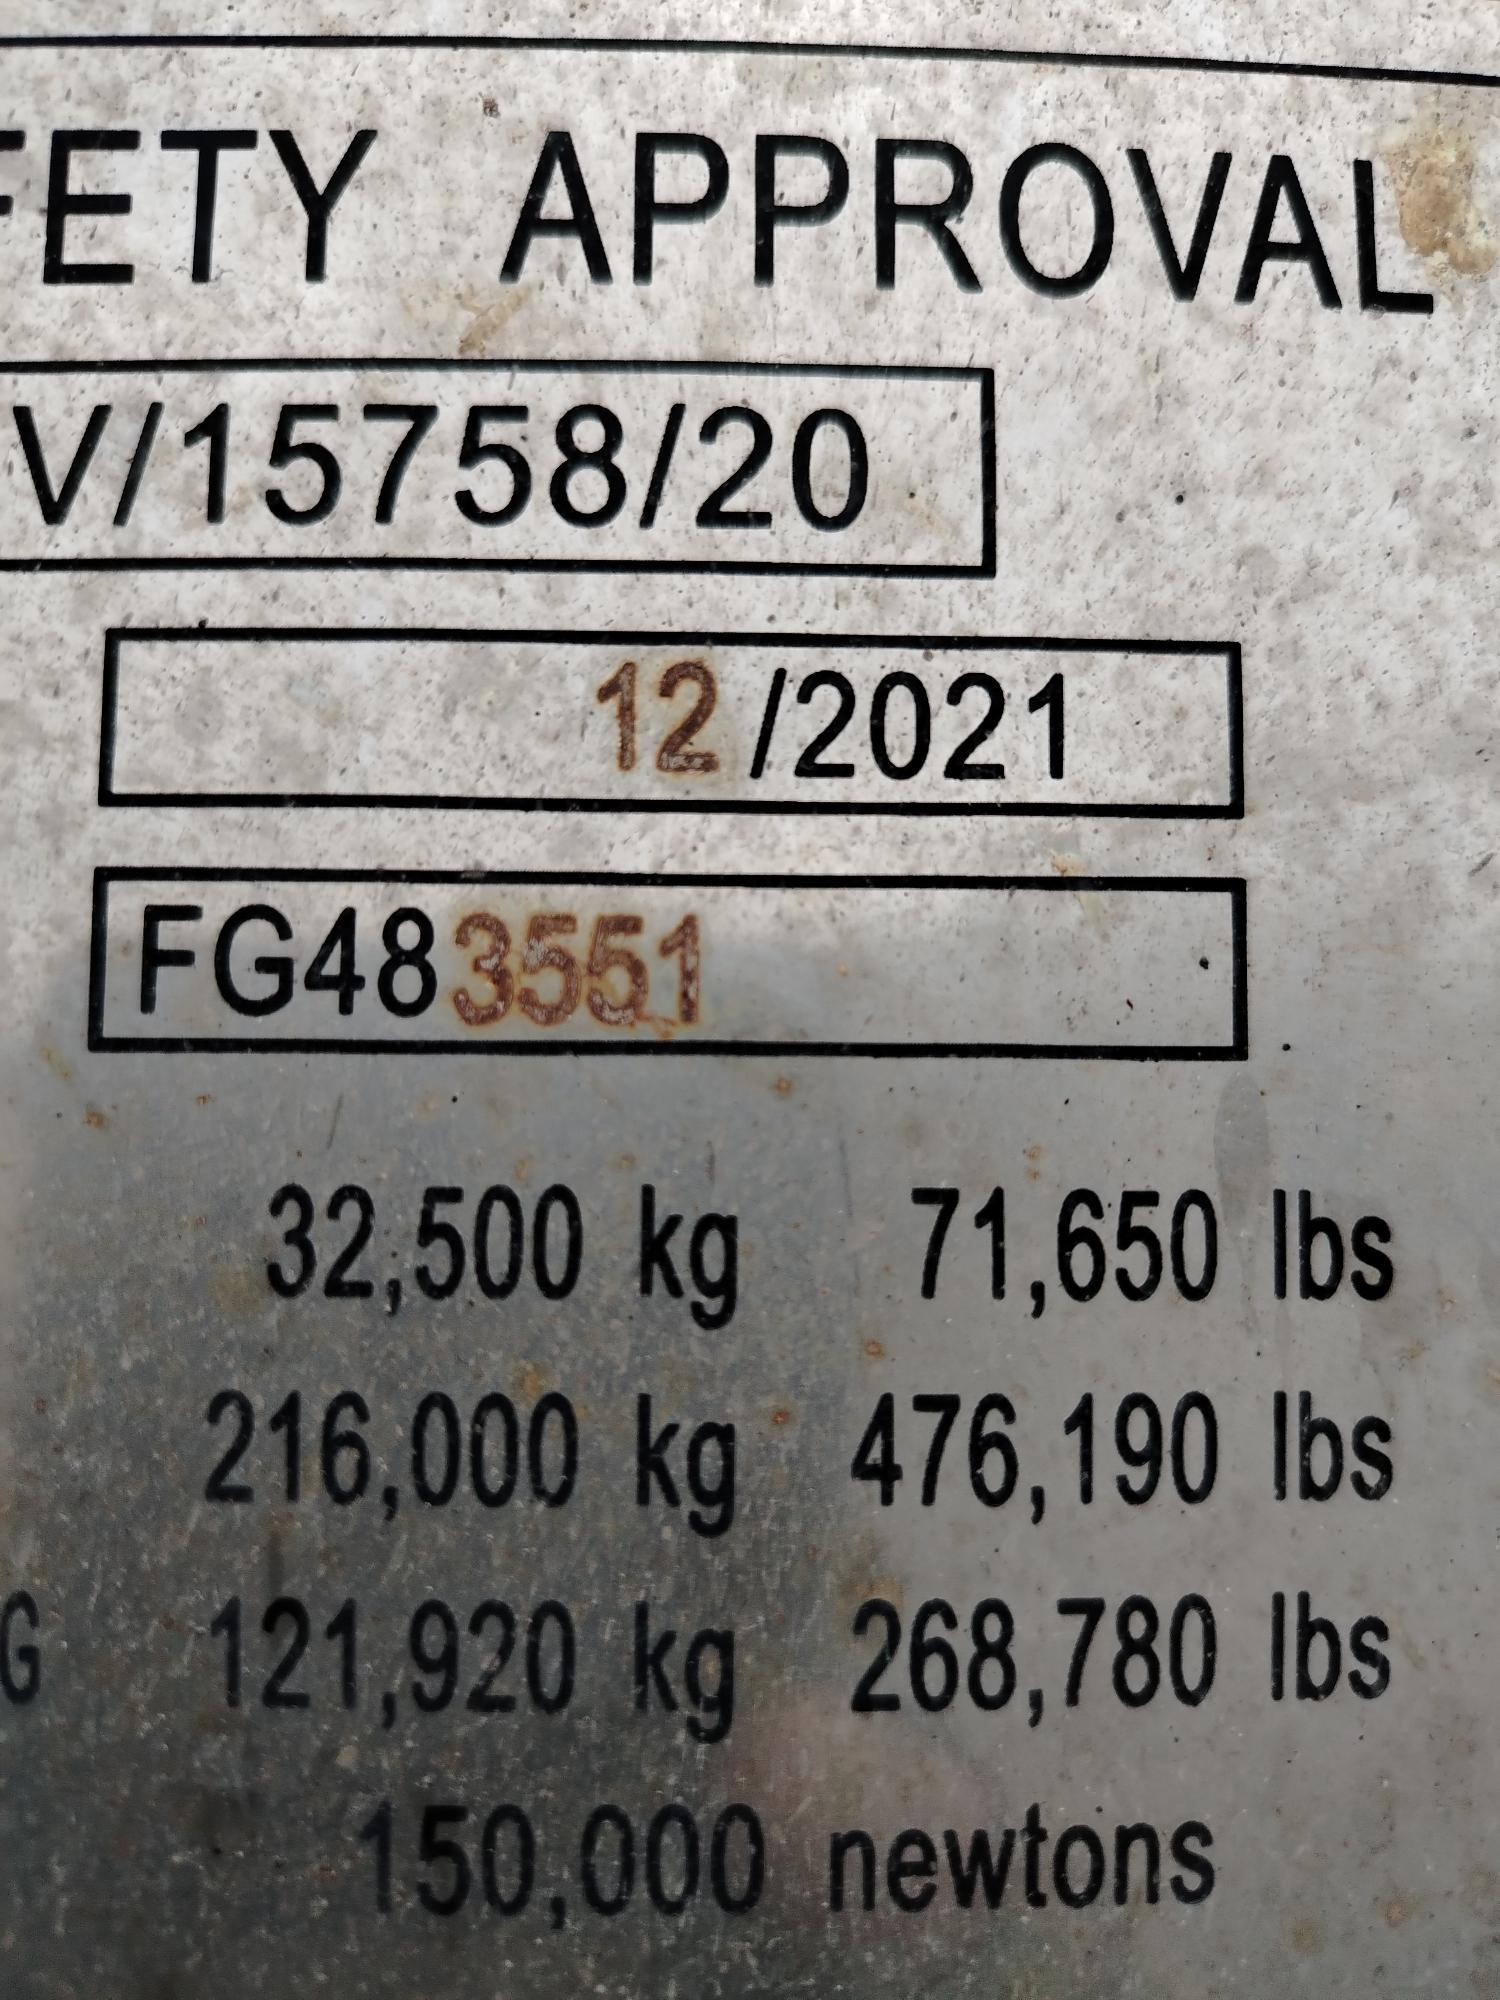 FETY APPROVAL
V/15758/20
12/2021
FG483551
32,500 kg 71,650 lbs
216,000 kg 476,190 lbs
G 121,920 kg 268,780 lbs
150,000 newtons